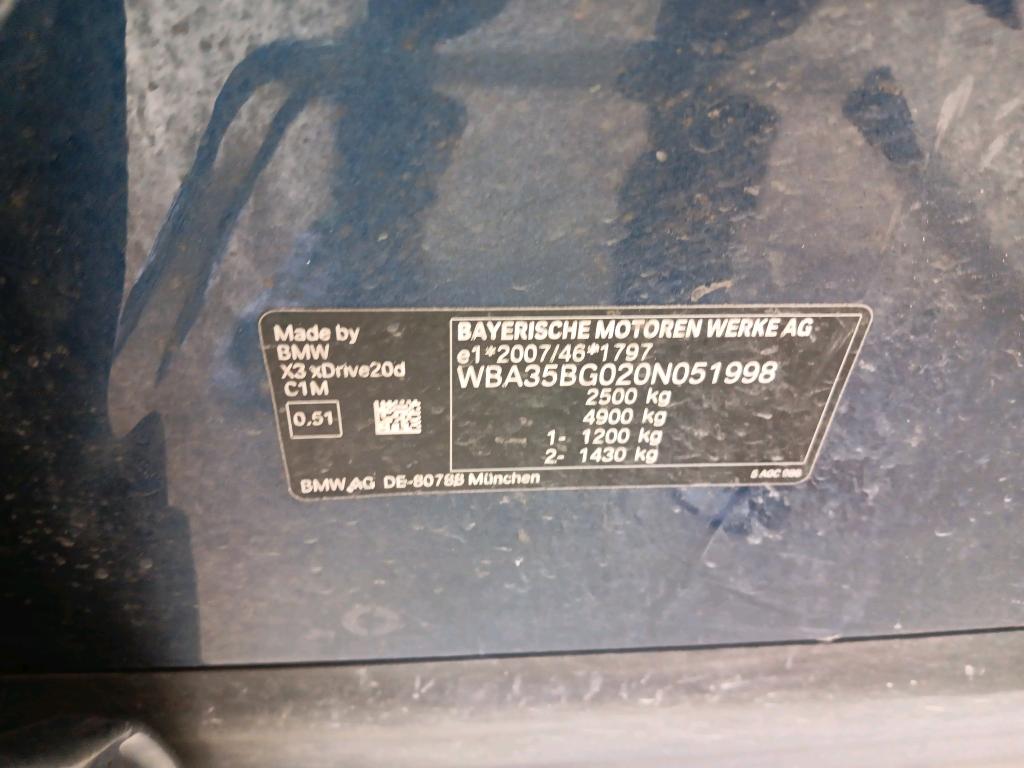 Made by
BMW
X3 xDrive20d
C1M
0.51
BAYERISCHE MOTOREN WERKE AG
e1*2007/46*1797
WBA35BG020N051998
2500 kg
4900 kg
1- 1200 kg
2- 1430 kg
BMW AG DE-80788 München